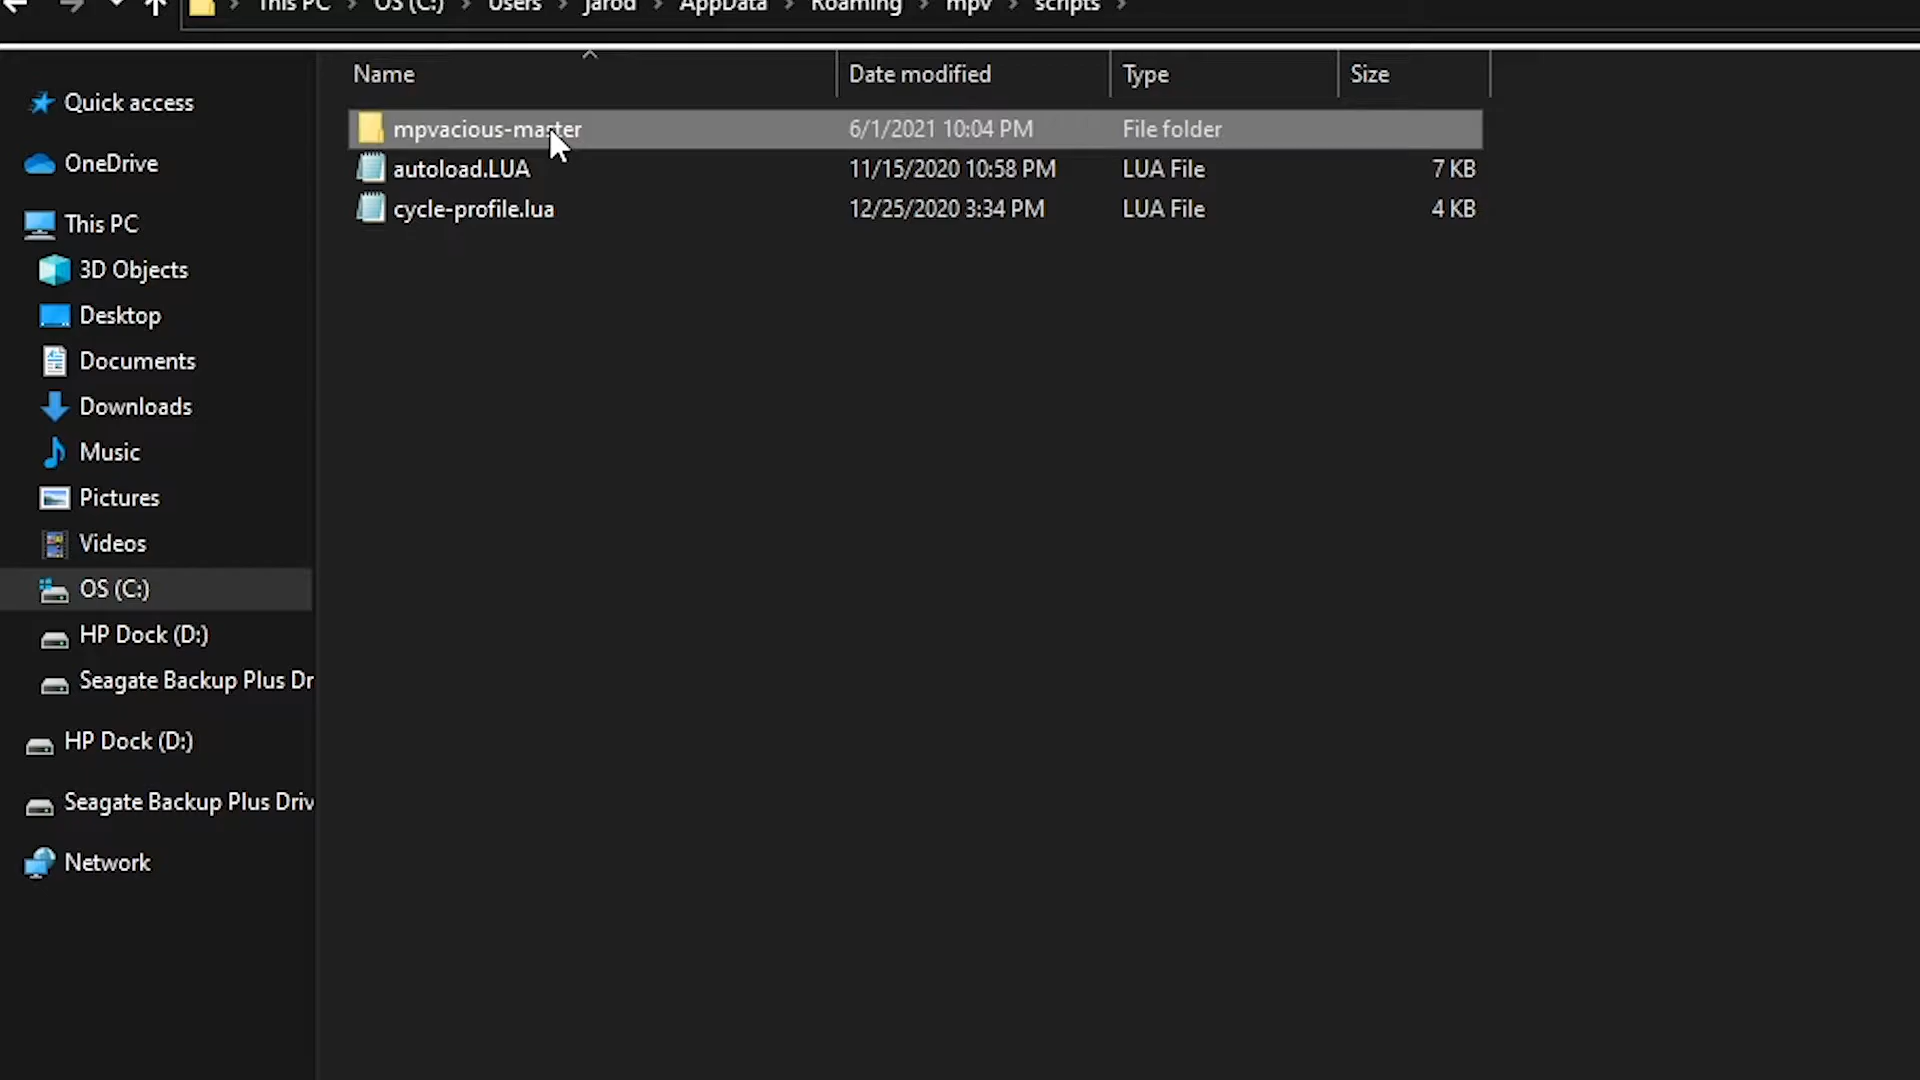 This PC > OS (C:) > Users > Jarod > AppData > Roaming > mpv > scripts >
Name Date modified Type Size
Quick access
OneDrive
This PC
3D Objects
Desktop
Documents
Downloads
Music
Pictures
Videos
OS (C:)
HP Dock (D:)
Seagate Backup Plus Dr
HP Dock (D:)
Seagate Backup Plus Driv
Network
mpvacious-master 6/1/2021 10:04 PM File folder
autoload.LUA 11/15/2020 10:58 PM LUA File 7 KB
cycle-profile.lua 12/25/2020 3:34 PM LUA File 4 KB